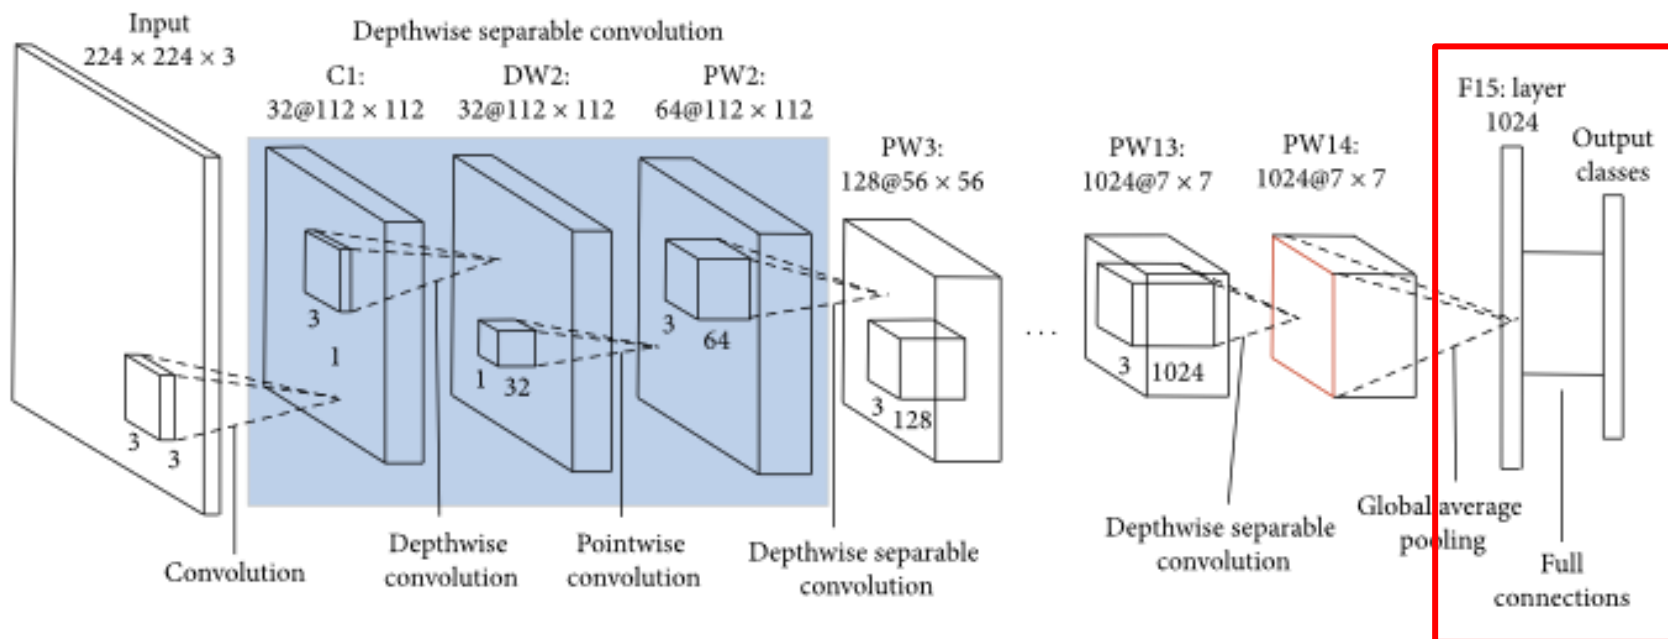 Input
224 × 224 × 3
Depthwise separable convolution
C1:
32@112 × 112
DW2:
32@112 × 112
PW2:
64@112 × 112
PW3:
128@56 × 56
PW13:
1024@7 × 7
PW14:
1024@7 × 7
F15: layer
1024
Output
classes
3
3
3
1
1
32
3
64
3
128
...
3
1024
Convolution
Depthwise
convolution
Pointwise
convolution
Depthwise separable
convolution
Depthwise separable
convolution
Global average
pooling
Full
connections